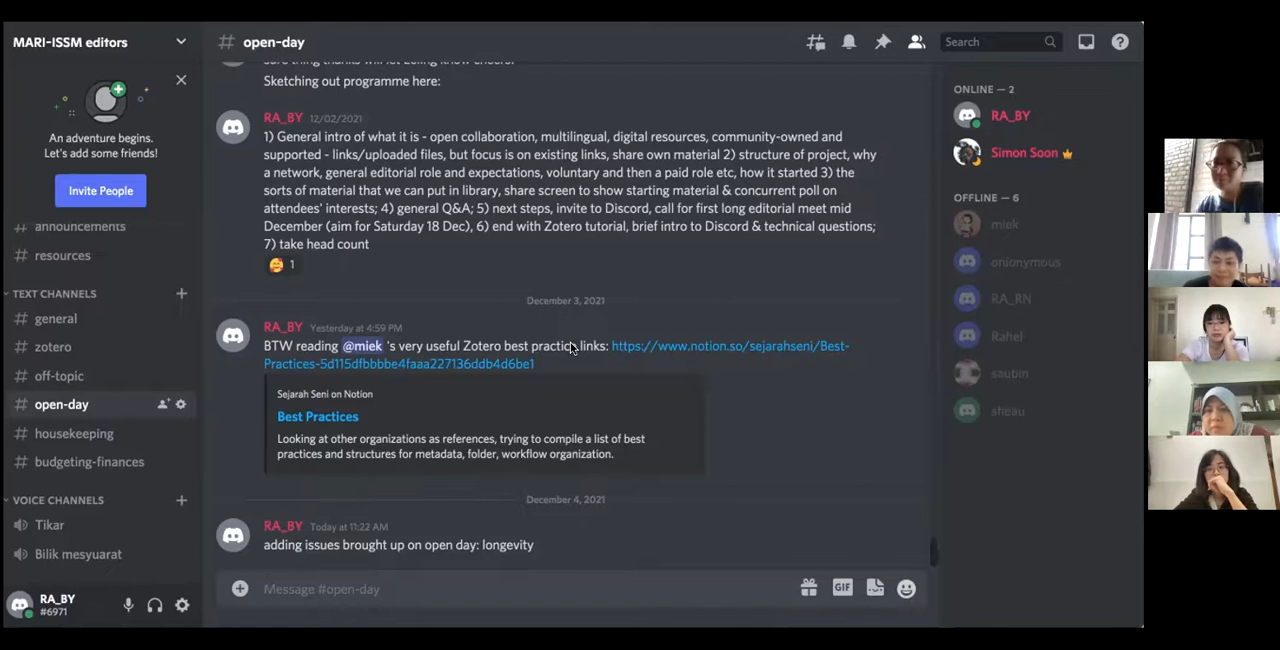 MARI-ISSM editors
An adventure begins.
Let's add some friends!
Invite People
# announcements
# resources
TEXT CHANNELS
# general
# zotero
# off-topic
# open-day
# housekeeping
# budgeting-finances
VOICE CHANNELS
Tikar
Bilik mesyuarat
RA_BY
#6971
# open-day
Search
Sketching out programme here:
RA_BY 12/02/2021
1) General intro of what it is - open collaboration, multilingual, digital resources, community-owned and
supported - links/uploaded files, but focus is on existing links, share own material 2) structure of project, why
a network, general editorial role and expectations, voluntary and then a paid role etc, how it started 3) the
sorts of material that we can put in library, share screen to show starting material & concurrent poll on
attendes' interests; 4) general Q&A; 5) next steps, invite to Discord, call for first long editorial meet mid
December (aim for Saturday 18 Dec), 6) end with Zotero tutorial, brief intro to Discord & technical questions;
7) take head count
1
December 3, 2021
RA_BY Yesterday at 4:59 PM
BTW reading @miek 's very useful Zotero best practice links: https://www.notion.so/sejarahseni/Best-
Practices-5d115dfbbbbe4faaa227136ddb4d6be1
Sejarah Seni on Notion
Best Practices
Looking at other organizations as references, trying to compile a list of best
practices and structures for metadata, folder, workflow organization.
December 4, 2021
RA_BY Today at 11:22 AM
adding issues brought up on open day: longevity
Message #open-day
GIF
ONLINE — 2
RA_BY
Simon Soon
OFFLINE — 6
miek
onionymous
RA_RN
Rahel
saubin
sheau